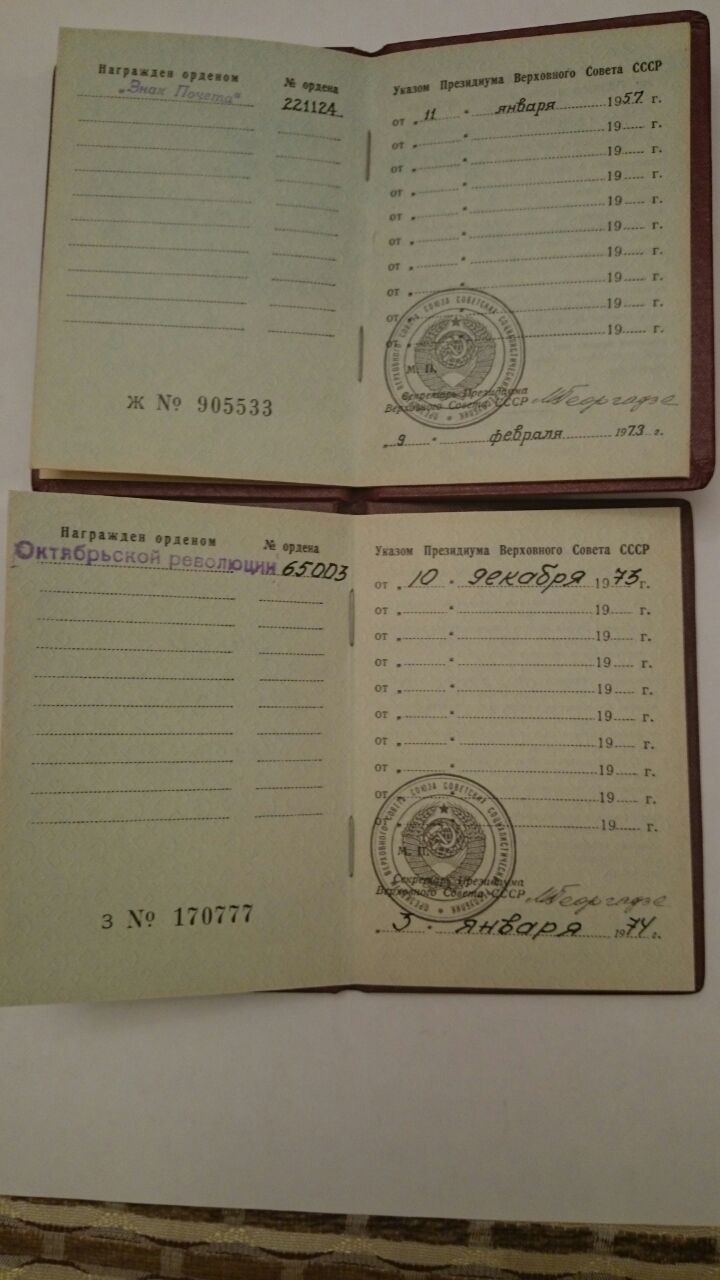 Награжден орденом № ордена
„Знак Почета" 221124
Ж № 905533
Указом Президиума Верховного Совета СССР
от „ 11 " января 1957 г.
от „ " 19 г.
от „ " 19 г.
от „ " 19 г.
от „ " 19 г.
от „ " 19 г.
от „ " 19 г.
от „ " 19 г.
от 19 г.
от 19 г.
М. П.
Секретарь Президиума
Верховного Совета СССР МГеоргадзе
„ 9 " февраля 1973 г.
Награжден орденом № ордена
Октябрьской революции 65003
З № 170777
Указом Президиума Верховного Совета СССР
от „ 10 " декабря 1973 г.
от „ " 19 г.
от „ " 19 г.
от „ " 19 г.
от „ " 19 г.
от „ " 19 г.
от „ " 19 г.
от „ " 19 г.
от 19 г.
от 19 г.
М. П.
Секретарь Президиума
Верховного Совета СССР МГеоргадзе
„ 3 " января 1974 г.